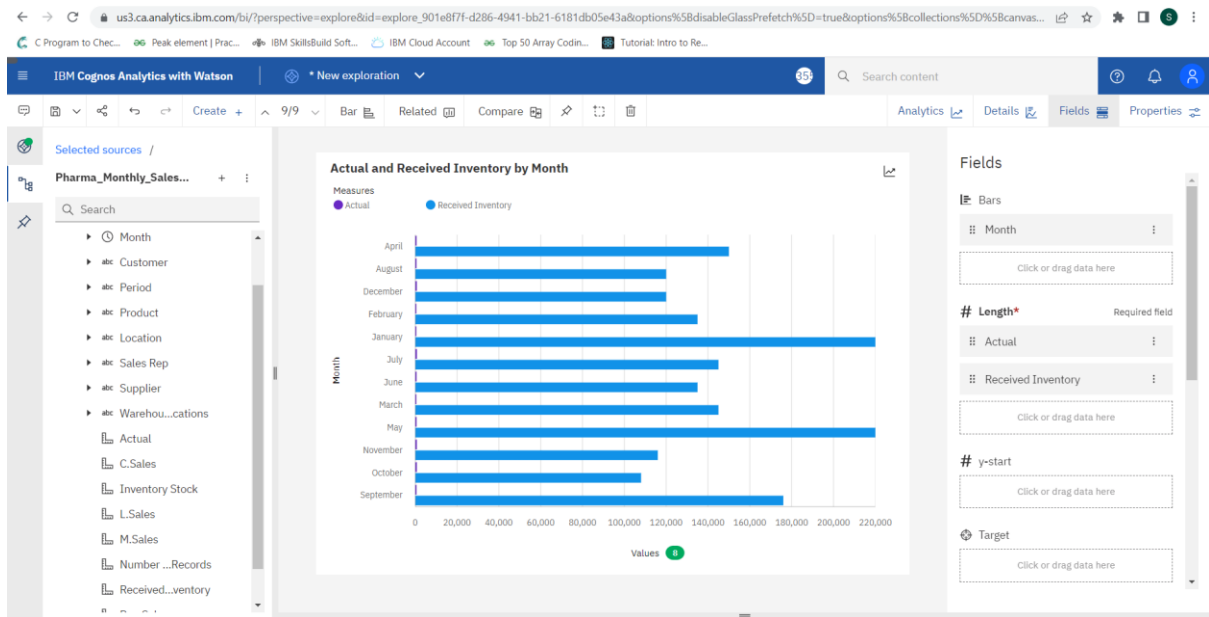 us3.ca.analytics.ibm.com/bi/?perspective=explore&id=explore_901e8f7f-d286-4941-bb21-6181db05e43a&options%5BdisableGlassPrefetch%5D=true&options%5Bcollections%5D%5Bcanvas...
S
C Program to Chec...
Peak element | Prac...
IBM SkillsBuild Soft...
IBM Cloud Account
Top 50 Array Codin...
Tutorial: Intro to Re...
IBM Cognos Analytics with Watson
* New exploration
Search content
Create +
9/9
Bar
Related
Compare
Analytics
Details
Fields
Properties
Selected sources /
Pharma_Monthly_Sales...
Search
Month
abc Customer
abc Period
abc Product
abc Location
abc Sales Rep
abc Supplier
abc Warehou...cations
Actual
C.Sales
Inventory Stock
L.Sales
M.Sales
Number ...Records
Received...ventory
Actual and Received Inventory by Month
Measures
Actual
Received Inventory
Month
April
August
December
February
January
July
June
March
May
November
October
September
0 20,000 40,000 60,000 80,000 100,000 120,000 140,000 160,000 180,000 200,000 220,000
Values 8
Fields
Bars
Month
Click or drag data here
# Length* Required field
Actual
Received Inventory
Click or drag data here
# y-start
Click or drag data here
Target
Click or drag data here